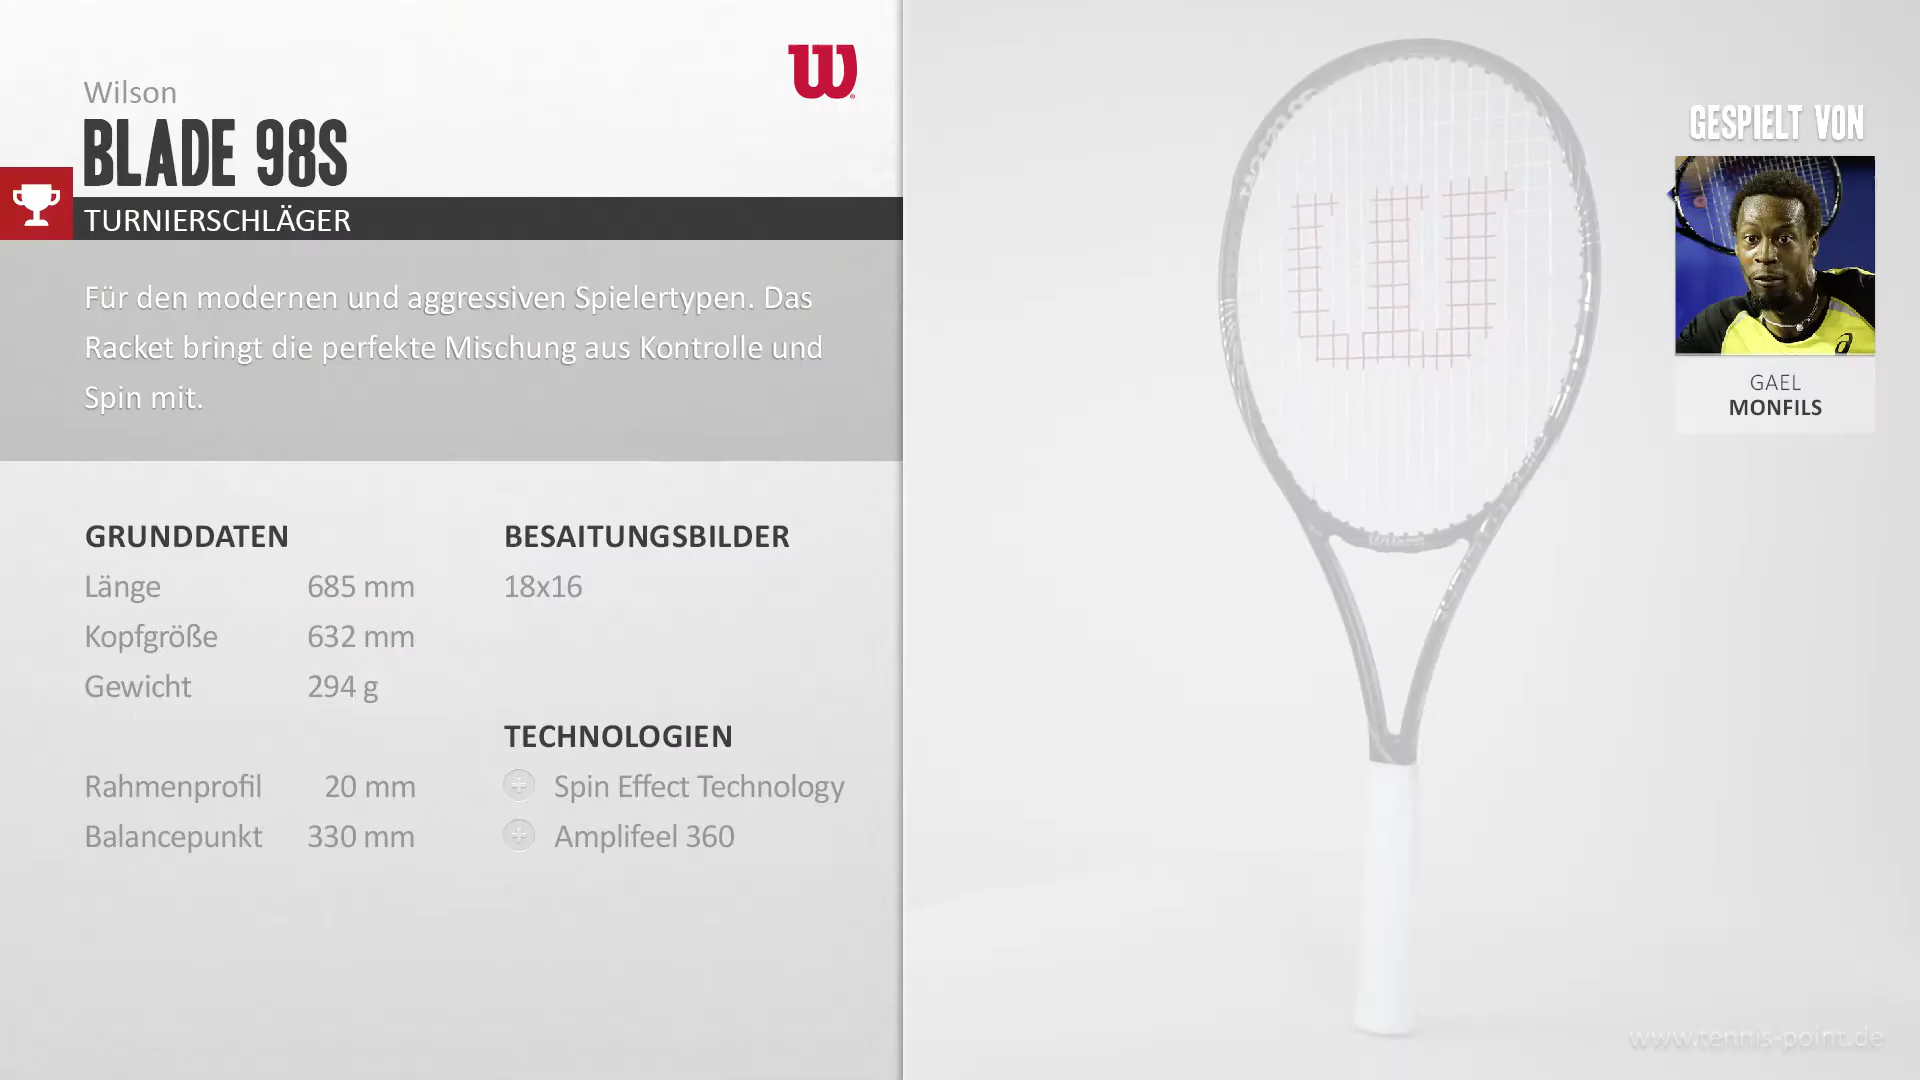 Wilson
BLADE 98S
TURNIERSCHLÄGER
Für den modernen und aggressiven Spielertypen. Das
Racket bringt die perfekte Mischung aus Kontrolle und
Spin mit.
GRUNDDATEN
Länge 685 mm
Kopfgröße 632 mm
Gewicht 294 g
Rahmenprofil 20 mm
Balancepunkt 330 mm
BESAITUNGSBILDER
18x16
TECHNOLOGIEN
Spin Effect Technology
Amplifeel 360
GESPIELT VON
GAEL
MONFILS
Wilson
www.tennis-point.de